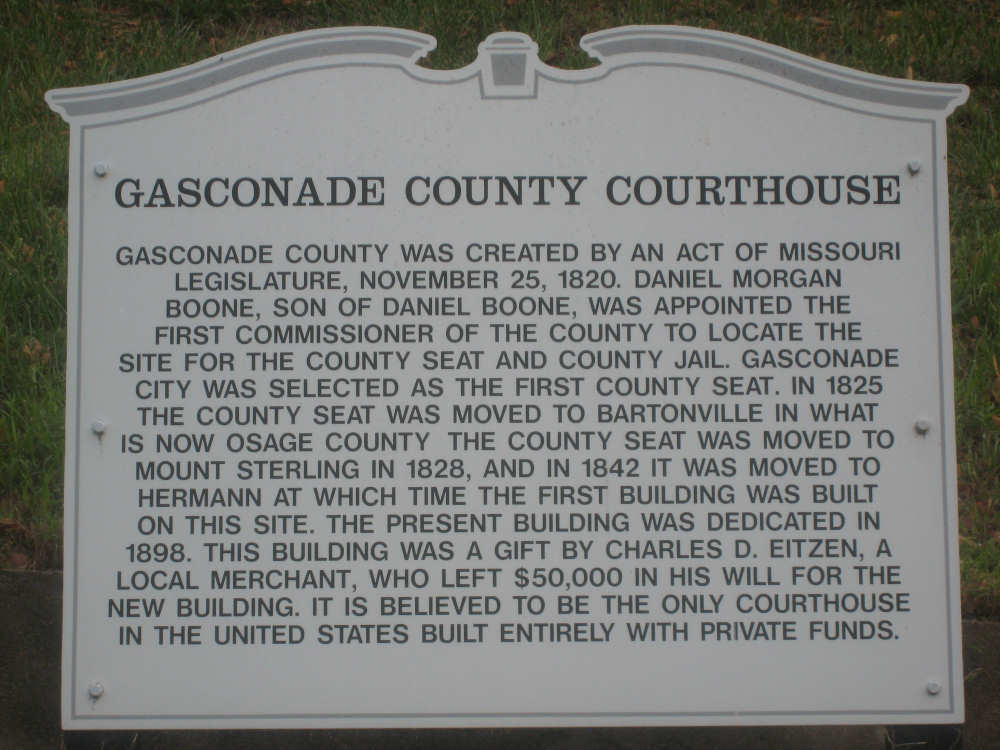 GASCONADE COUNTY COURTHOUSE
GASCONADE COUNTY WAS CREATED BY AN ACT OF MISSOURI
LEGISLATURE, NOVEMBER 25, 1820. DANIEL MORGAN
BOONE, SON OF DANIEL BOONE, WAS APPOINTED THE
FIRST COMMISSIONER OF THE COUNTY TO LOCATE THE
SITE FOR THE COUNTY SEAT AND COUNTY JAIL. GASCONADE
CITY WAS SELECTED AS THE FIRST COUNTY SEAT. IN 1825
THE COUNTY SEAT WAS MOVED TO BARTONVILLE IN WHAT
IS NOW OSAGE COUNTY THE COUNTY SEAT WAS MOVED TO
MOUNT STERLING IN 1828, AND IN 1842 IT WAS MOVED TO
HERMANN AT WHICH TIME THE FIRST BUILDING WAS BUILT
ON THIS SITE. THE PRESENT BUILDING WAS DEDICATED IN
1898. THIS BUILDING WAS A GIFT BY CHARLES D. EITZEN, A
LOCAL MERCHANT, WHO LEFT $50,000 IN HIS WILL FOR THE
NEW BUILDING. IT IS BELIEVED TO BE THE ONLY COURTHOUSE
IN THE UNITED STATES BUILT ENTIRELY WITH PRIVATE FUNDS.